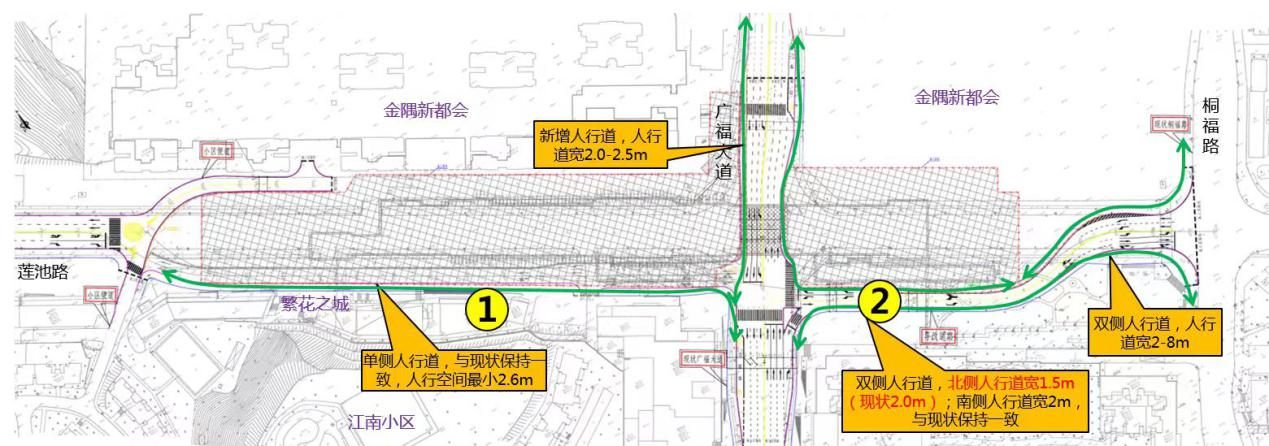 金隅新都会
金隅新都会
广福大道
桐福路
现状桐福路
新增人行道，人行
道宽2.0-2.5m
小区便道
莲池路
小区便道
繁花之城
1
2
单侧人行道，与现状保持一
致，人行空间最小2.6m
现状广福大道
双侧人行道，人行
道宽2-8m
双侧人行道，北侧人行道宽1.5m
（现状2.0m）；南侧人行道宽2m，
与现状保持一致
江南小区